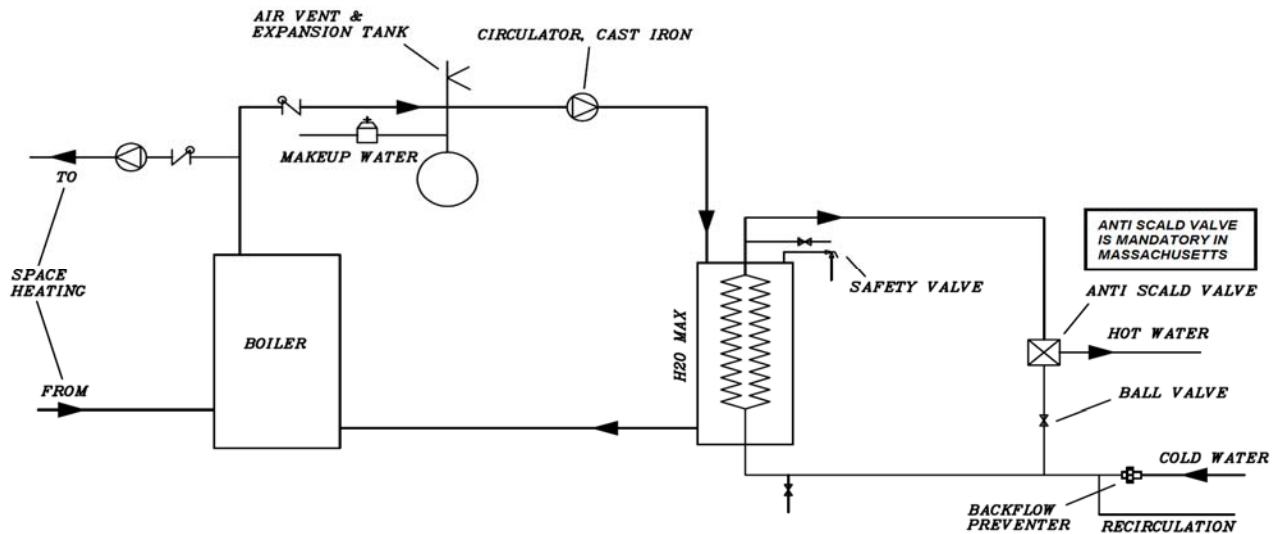 AIR VENT &
EXPANSION TANK
CIRCULATOR, CAST IRON
MAKEUP WATER
TO
SPACE
HEATING
FROM
BOILER
H2O MAX
SAFETY VALVE
ANTI SCALD VALVE
IS MANDATORY IN
MASSACHUSETTS
ANTI SCALD VALVE
HOT WATER
BALL VALVE
COLD WATER
BACKFLOW
PREVENTER
RECIRCULATION